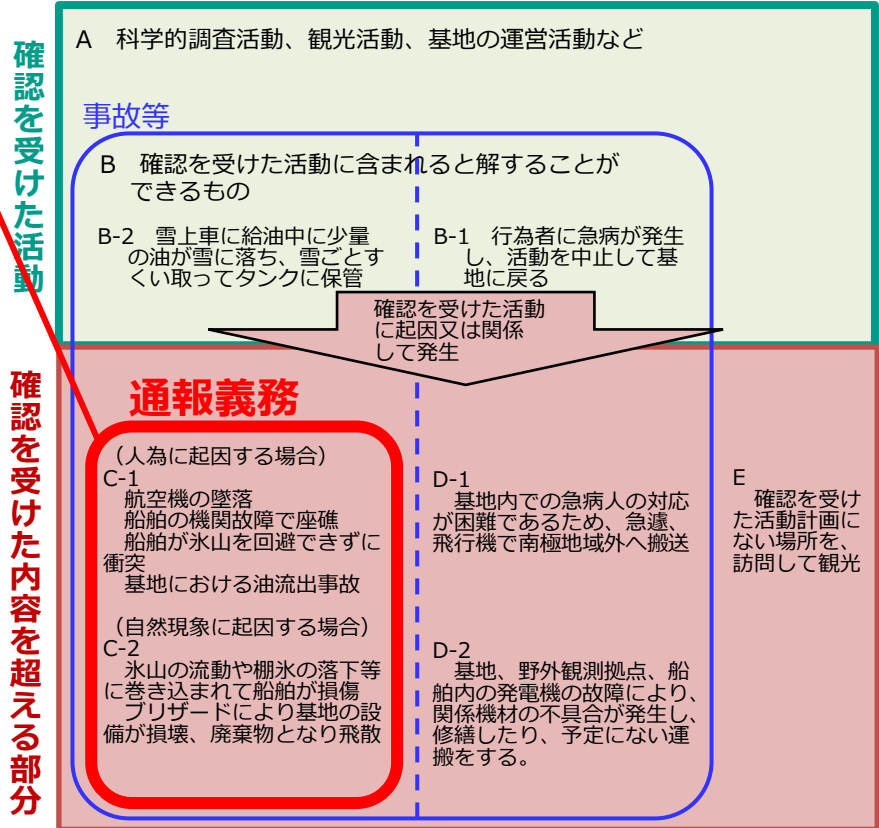 確認を受けた活動
A　科学的調査活動、観光活動、基地の運営活動など
事故等
B　確認を受けた活動に含まれると解することが
できるもの
B-2　雪上車に給油中に少量
の油が雪に落ち、雪ごとす
くい取ってタンクに保管
B-1　行為者に急病が発生
し、活動を中止して基
地に戻る
確認を受けた活動
に起因又は関係
して発生
確認を受けた内容を超える部分
通報義務
（人為に起因する場合）
C-1
航空機の墜落
船舶の機関故障で座礁
船舶が氷山を回避できずに
衝突
基地における油流出事故
（自然現象に起因する場合）
C-2
氷山の流動や棚氷の落下等
に巻き込まれて船舶が損傷
ブリザードにより基地の設
備が損壊、廃棄物となり飛散
D-1
基地内での急病人の対応
が困難であるため、急遽、
飛行機で南極地域外へ搬送
D-2
基地、野外観測拠点、船
舶内の発電機の故障により、
関係機材の不具合が発生し、
修繕したり、予定にない運
搬をする。
E
確認を受け
た活動計画に
ない場所を、
訪問して観光